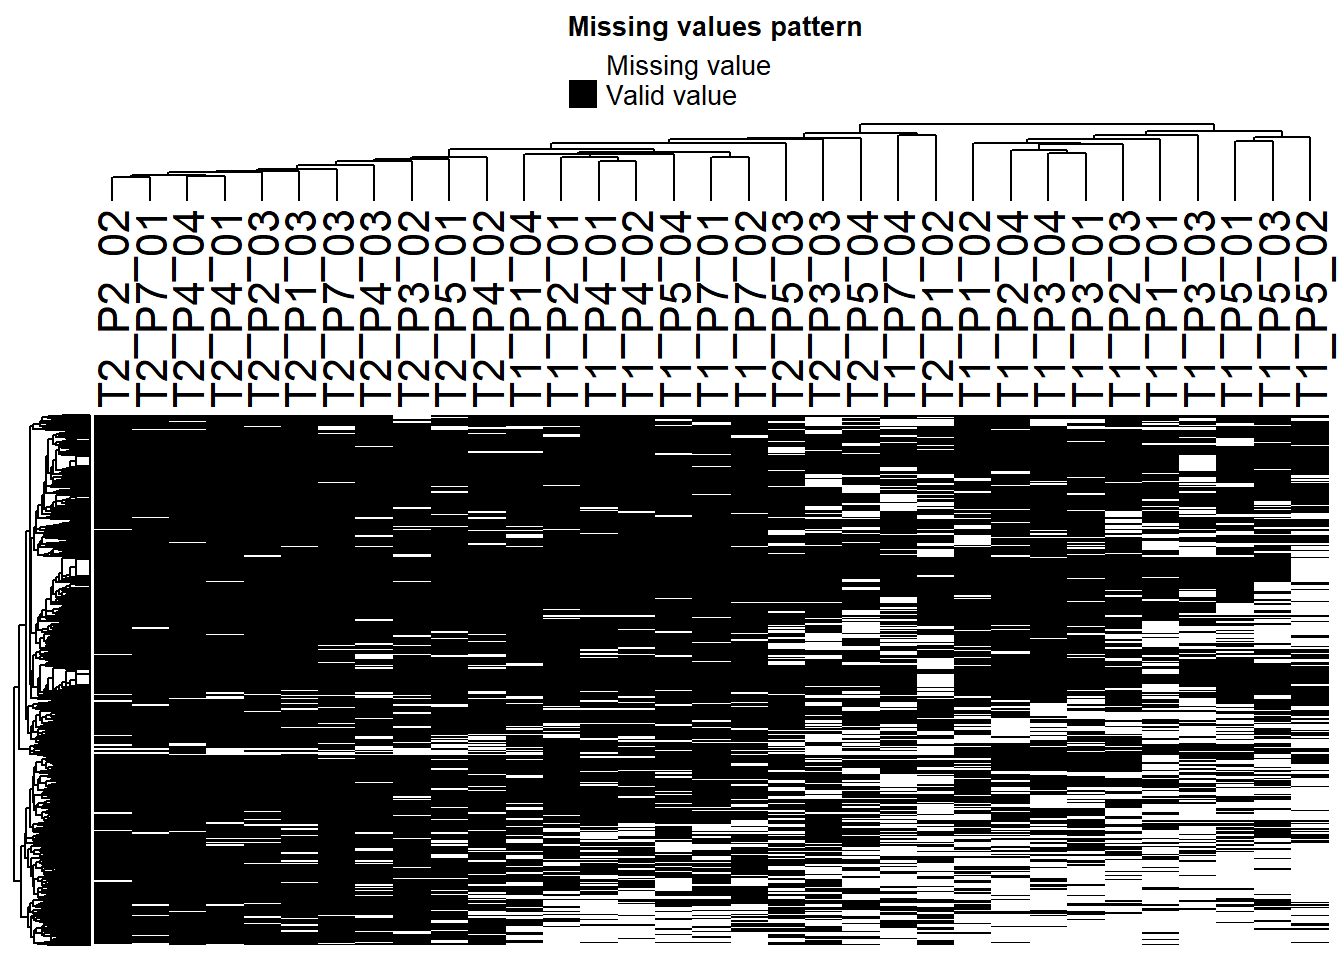 Missing values pattern
Missing value
Valid value
T2_P2_02
T2_P7_01
T2_P4_04
T2_P4_01
T2_P2_03
T2_P1_03
T2_P7_03
T2_P4_03
T2_P3_02
T2_P5_01
T2_P4_02
T1_P1_04
T1_P2_01
T1_P4_01
T1_P4_02
T1_P5_04
T1_P7_01
T1_P7_02
T2_P5_03
T2_P3_03
T2_P5_04
T1_P7_04
T2_P1_02
T1_P1_02
T1_P2_04
T1_P3_04
T1_P3_01
T1_P2_03
T1_P1_01
T1_P3_03
T1_P5_01
T1_P5_03
T1_P5_02